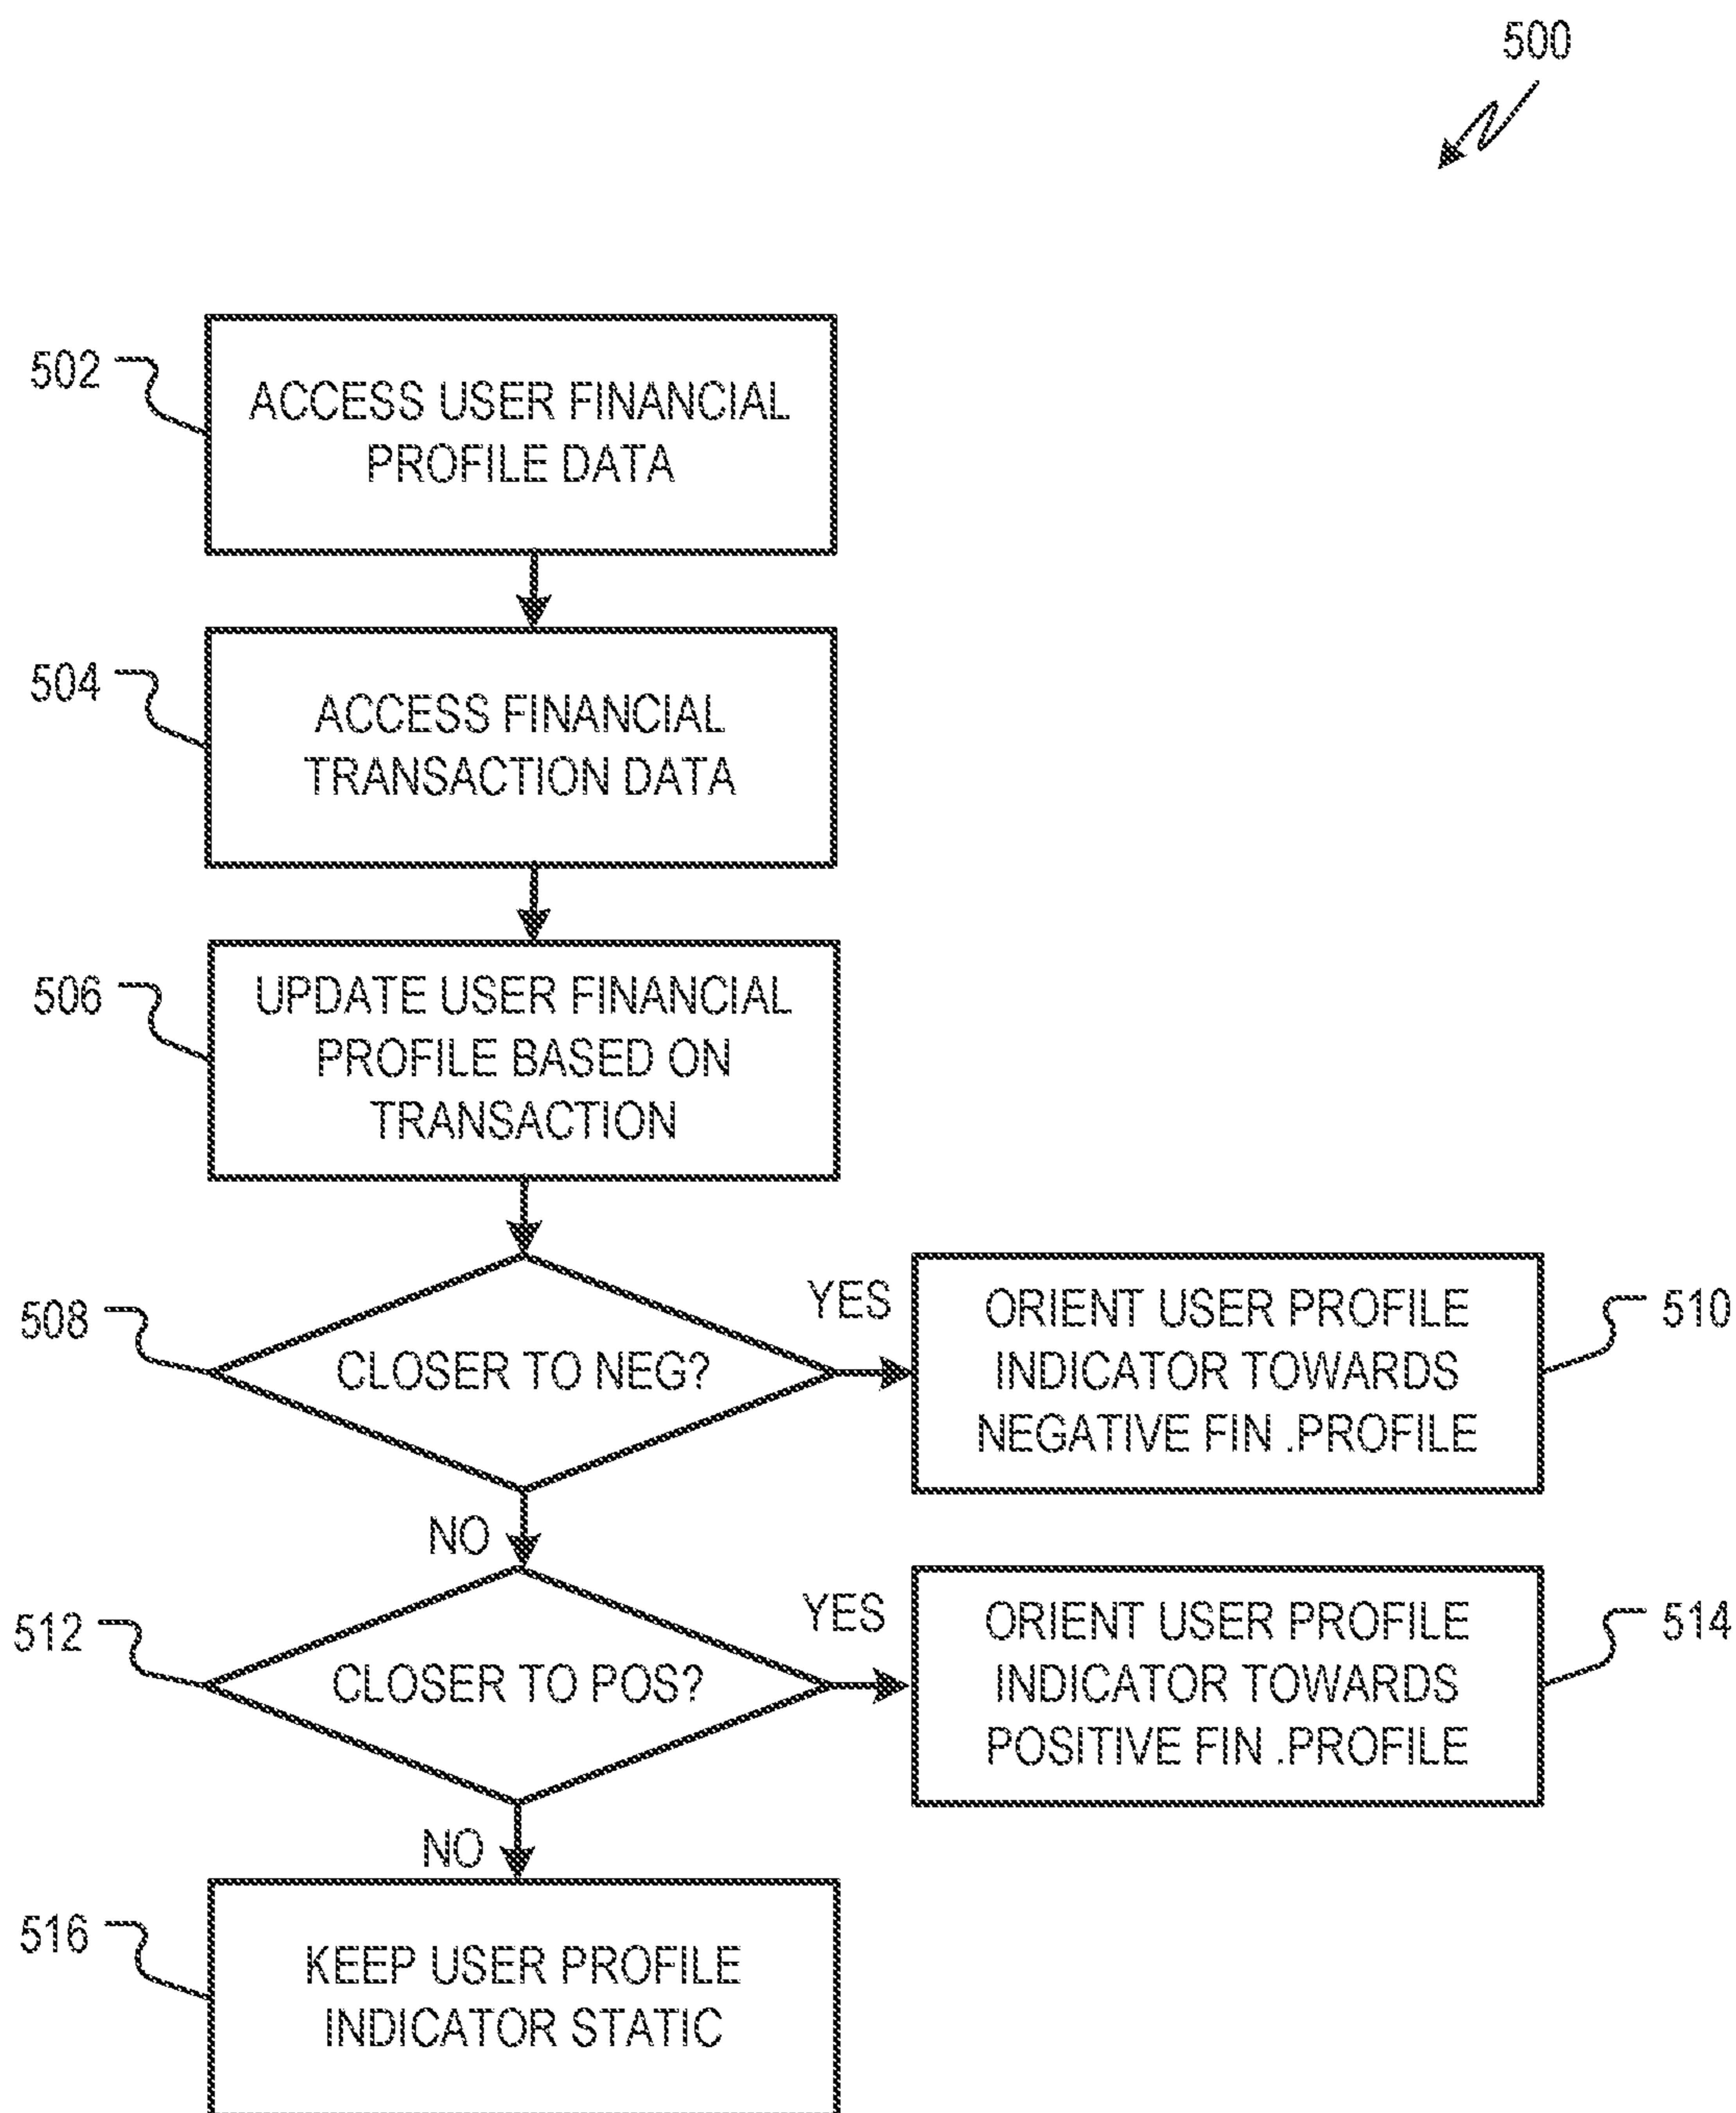 500
502
ACCESS USER FINANCIAL
PROFILE DATA
504
ACCESS FINANCIAL
TRANSACTION DATA
506
UPDATE USER FINANCIAL
PROFILE BASED ON
TRANSACTION
508
CLOSER TO NEG?
YES
ORIENT USER PROFILE
INDICATOR TOWARDS
NEGATIVE FIN .PROFILE
510
NO
512
CLOSER TO POS?
YES
ORIENT USER PROFILE
INDICATOR TOWARDS
POSITIVE FIN .PROFILE
514
NO
516
KEEP USER PROFILE
INDICATOR STATIC